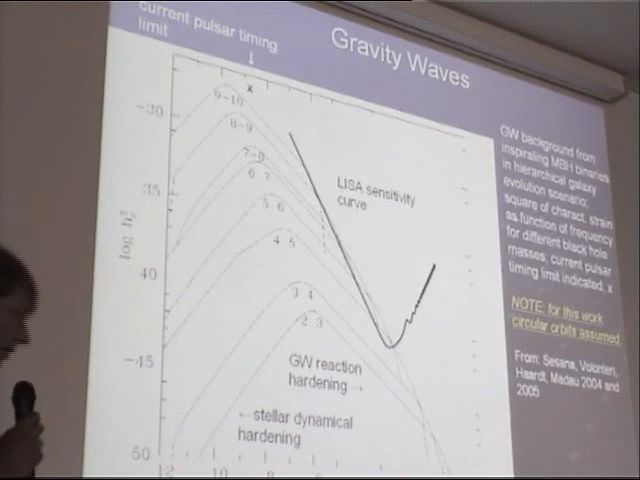 current pulsar timing
limit
Gravity Waves
x
-30
9-10
8-9
7-8
6 7
5 6
4 5
3 4
2 3
35
40
-45
50
log h
LISA sensitivity
curve
GW reaction
hardening →
←stellar dynamical
hardening
12
10
8
6
GW background from
inspiraling MBH binaries
in hierarchical galaxy
evolution scenario;
square of charact. strain
as function of frequency
for different black hole
masses; current pulsar
timing limit indicated: x
NOTE: for this work
circular orbits assumed
From: Sesana, Volonteri,
Haardt, Madau 2004 and
2005